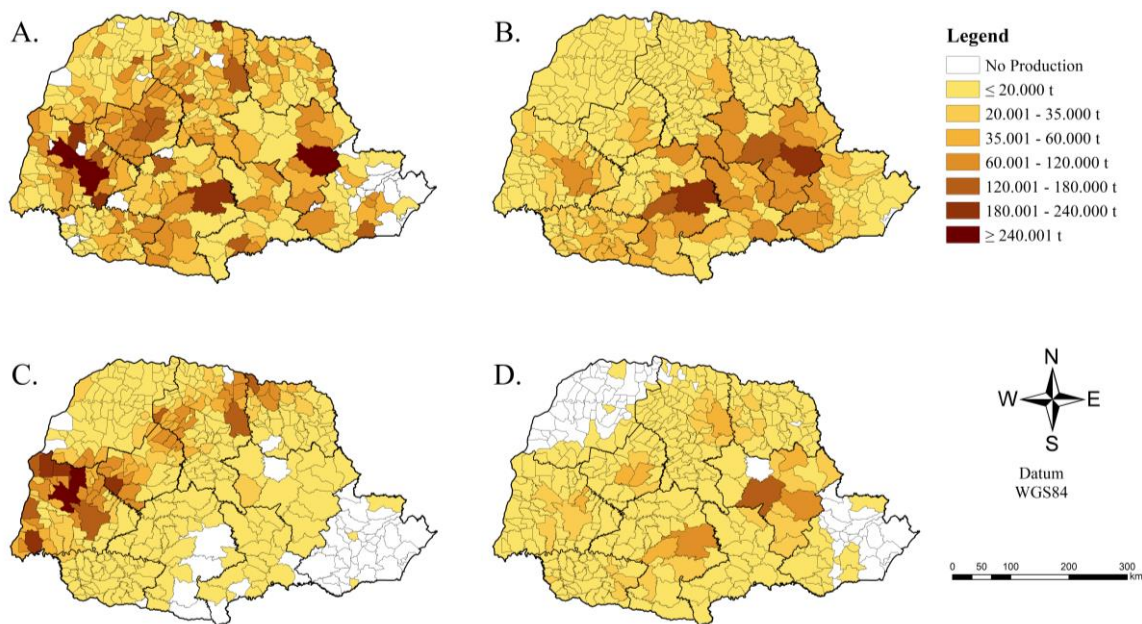 A.
B.
Legend
No Production
≤ 20.000 t
20.001 - 35.000 t
35.001 - 60.000 t
60.001 - 120.000 t
120.001 - 180.000 t
180.001 - 240.000 t
≥ 240.001 t
C.
D.
N
W E
S
Datum
WGS84
0 50 100 200 300
km